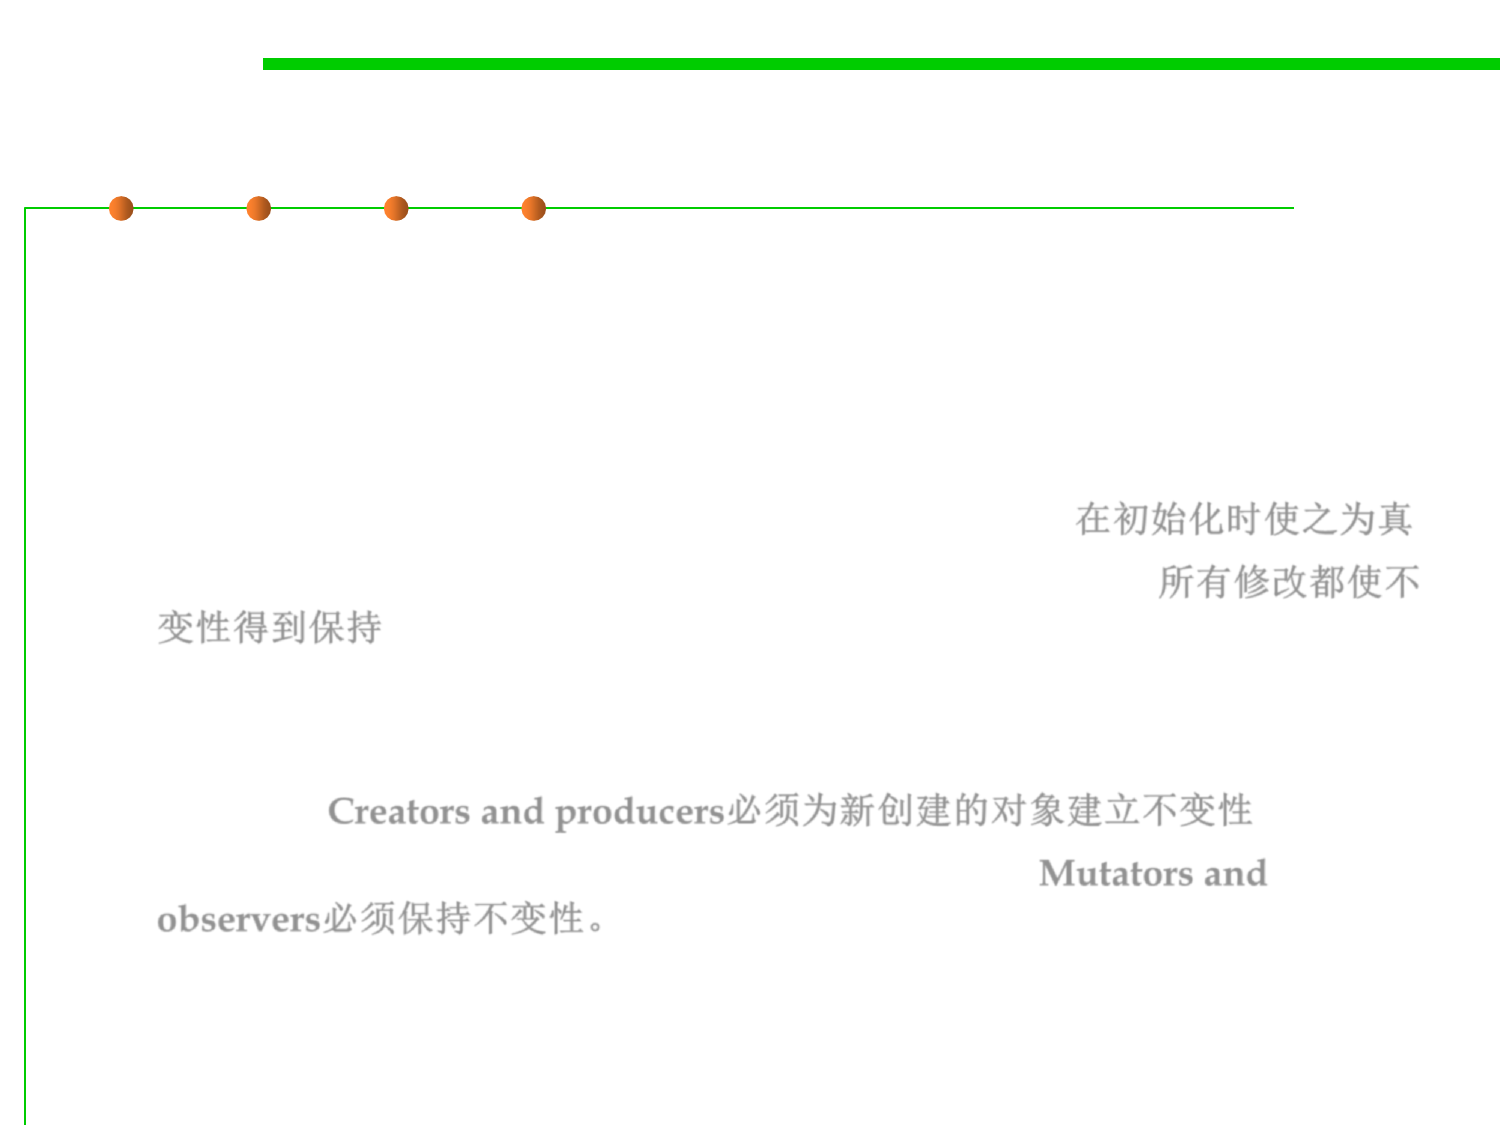 在初始化时使之为真
所有修改都使不
变性得到保持
Creators and producers必须为新创建的对象建立不变性
Mutators and
observers必须保持不变性。